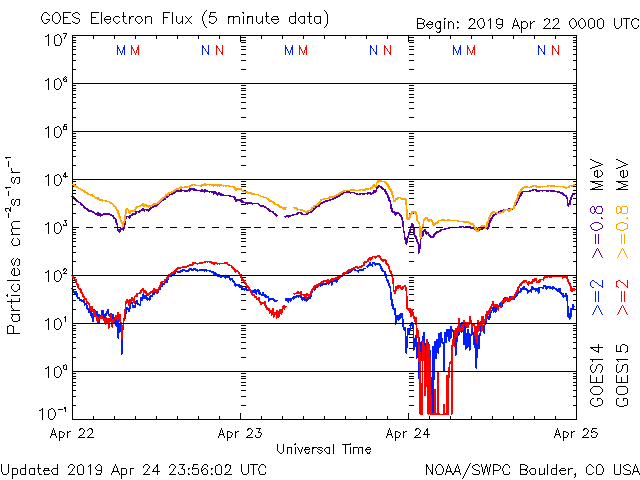 GOES Electron Flux (5 minute data)
Begin: 2019 Apr 22 0000 UTC
M M N N M M N N M M N N
10⁷
10⁶
10⁵
10⁴
10³
10²
10¹
10⁰
10⁻¹
Particles cm⁻²s⁻¹sr⁻¹
GOES14 >=2 >=0.8 MeV
GOES15 >=2 >=0.8 MeV
Apr 22 Apr 23 Apr 24 Apr 25
Universal Time
Updated 2019 Apr 24 23:56:02 UTC
NOAA/SWPC Boulder, CO USA